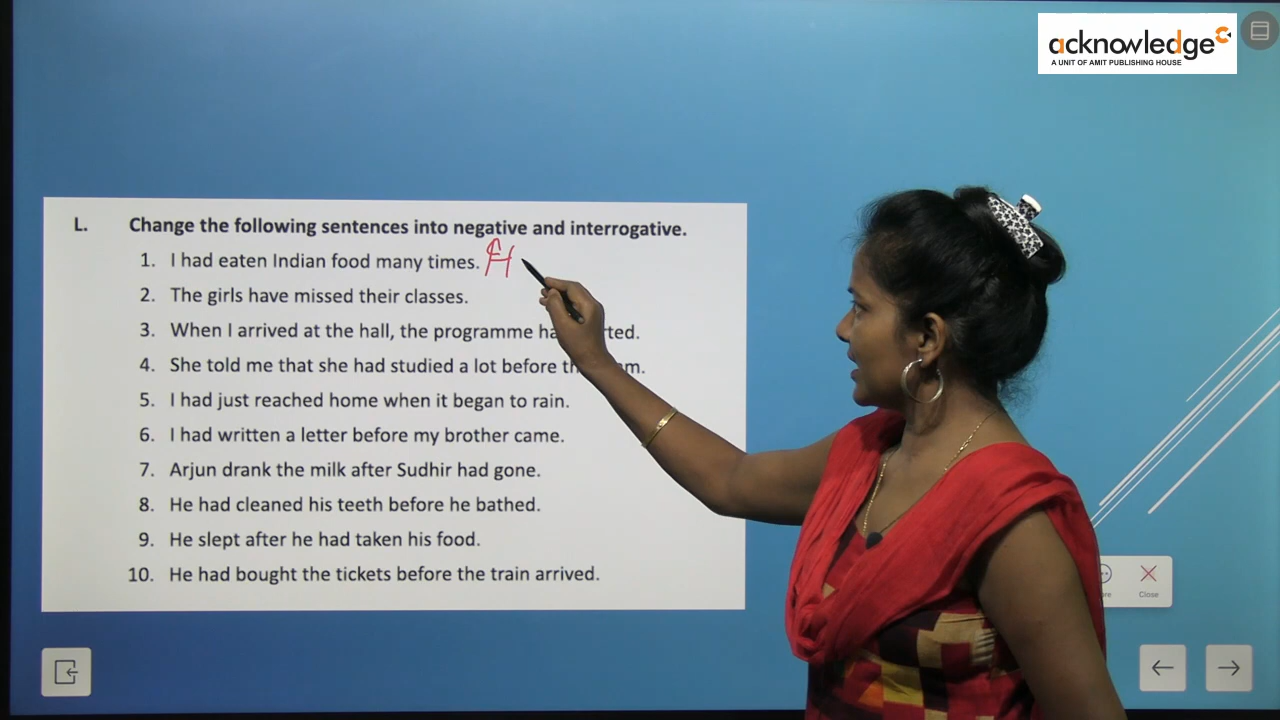 acknowledge
A UNIT OF AMIT PUBLISHING HOUSE
L. Change the following sentences into negative and interrogative.
1. I had eaten Indian food many times. H
2. The girls have missed their classes.
3. When I arrived at the hall, the programme ha rted.
4. She told me that she had studied a lot before th m.
5. I had just reached home when it began to rain.
6. I had written a letter before my brother came.
7. Arjun drank the milk after Sudhir had gone.
8. He had cleaned his teeth before he bathed.
9. He slept after he had taken his food.
10. He had bought the tickets before the train arrived.
are Close